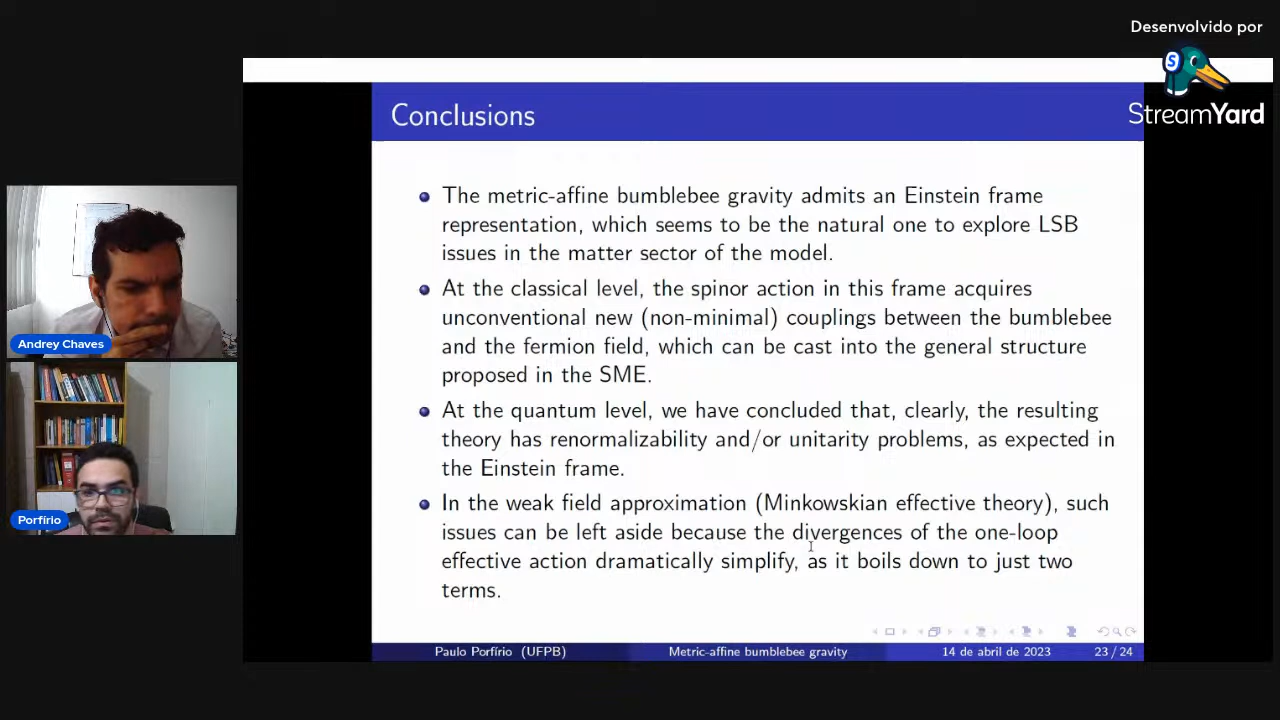 Desenvolvido por
StreamYard
Conclusions
The metric-affine bumblebee gravity admits an Einstein frame
representation, which seems to be the natural one to explore LSB
issues in the matter sector of the model.
At the classical level, the spinor action in this frame acquires
unconventional new (non-minimal) couplings between the bumblebee
and the fermion field, which can be cast into the general structure
proposed in the SME.
At the quantum level, we have concluded that, clearly, the resulting
theory has renormalizability and/or unitarity problems, as expected in
the Einstein frame.
In the weak field approximation (Minkowskian effective theory), such
issues can be left aside because the divergences of the one-loop
effective action dramatically simplify, as it boils down to just two
terms.
Andrey Chaves
Porfírio
Paulo Porfírio (UFPB)
Metric-affine bumblebee gravity
14 de abril de 2023
23 / 24